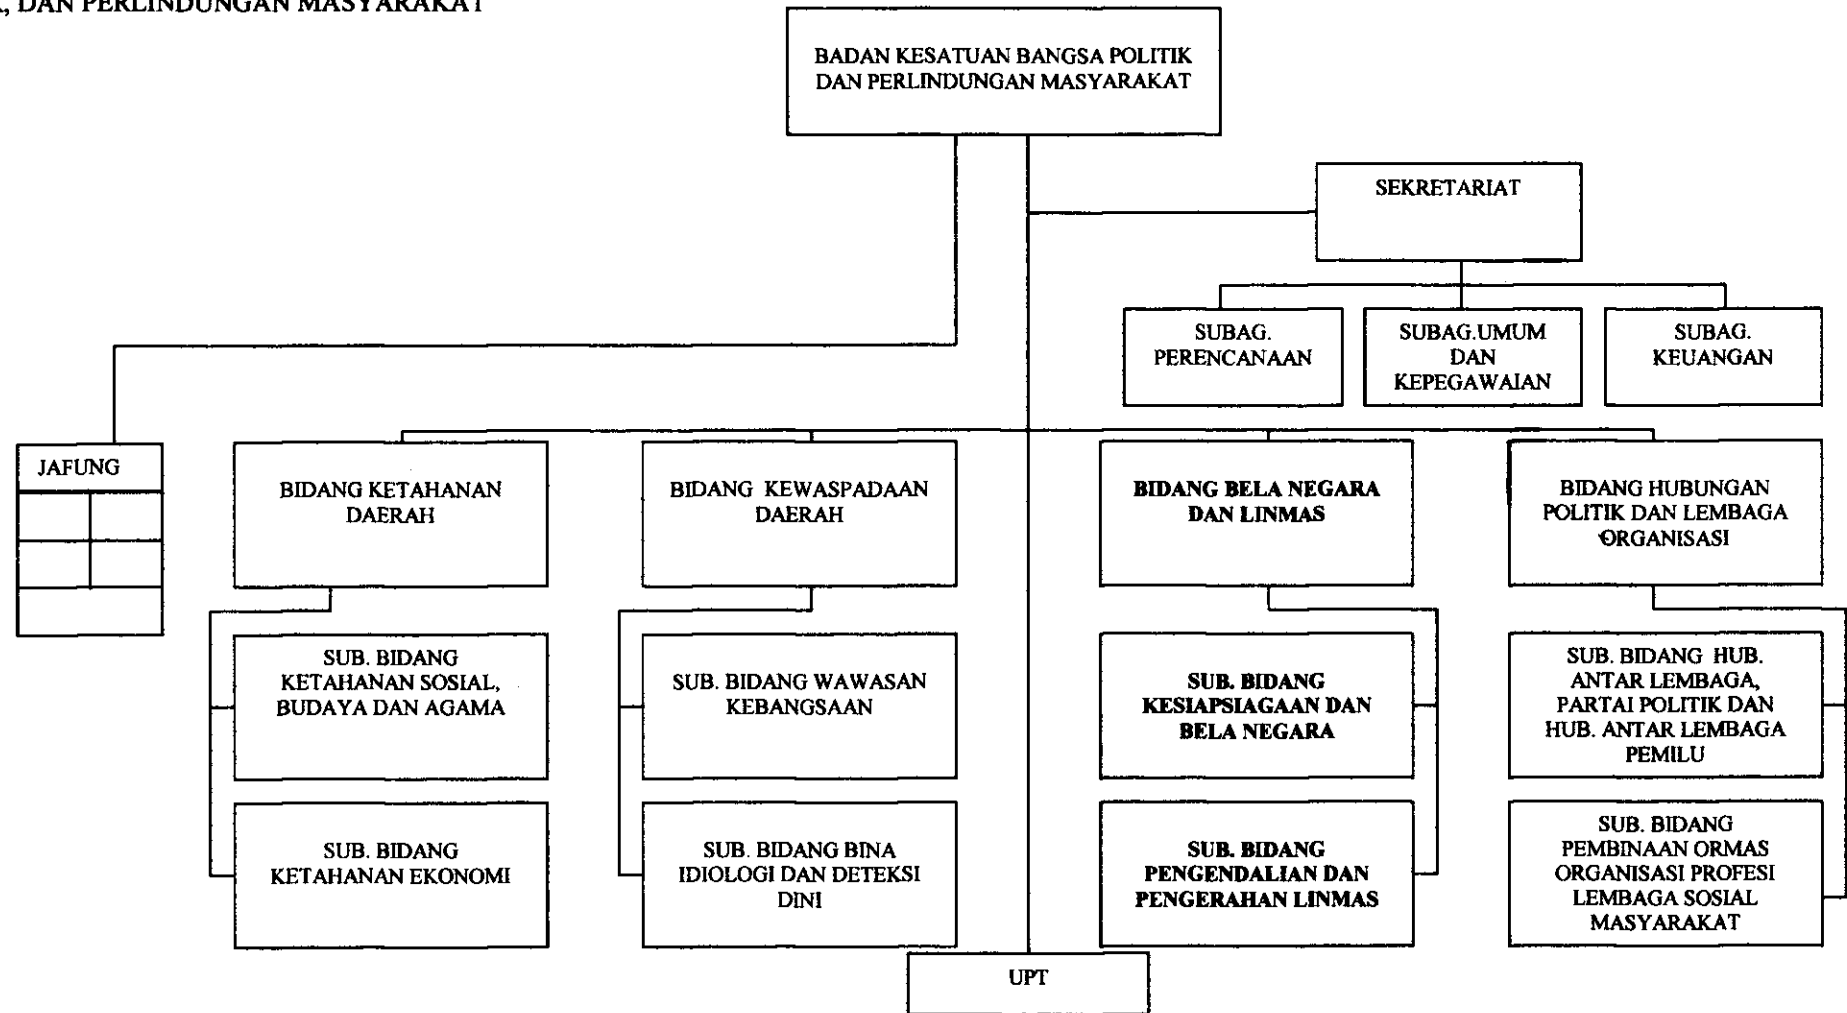 DAN PERLINDUNGAN MASYARAKAT
BADAN KESATUAN BANGSA POLITIK
DAN PERLINDUNGAN MASYARAKAT
SEKRETARIAT
SUBAG.
PERENCANAAN
SUBAG.UMUM
DAN
KEPEGAWAIAN
SUBAG.
KEUANGAN
JAFUNG
BIDANG KETAHANAN
DAERAH
BIDANG KEWASPADAAN
DAERAH
BIDANG BELA NEGARA
DAN LINMAS
BIDANG HUBUNGAN
POLITIK DAN LEMBAGA
ORGANISASI
SUB. BIDANG
KETAHANAN SOSIAL,
BUDAYA DAN AGAMA
SUB. BIDANG WAWASAN
KEBANGSAAN
SUB. BIDANG
KESIAPSIAGAAN DAN
BELA NEGARA
SUB. BIDANG HUB.
ANTAR LEMBAGA,
PARTAI POLITIK DAN
HUB. ANTAR LEMBAGA
PEMILU
SUB. BIDANG
KETAHANAN EKONOMI
SUB. BIDANG BINA
IDIOLOGI DAN DETEKSI
DINI
SUB. BIDANG
PENGENDALIAN DAN
PENGERAHAN LINMAS
SUB. BIDANG
PEMBINAAN ORMAS
ORGANISASI PROFESI
LEMBAGA SOSIAL
MASYARAKAT
UPT